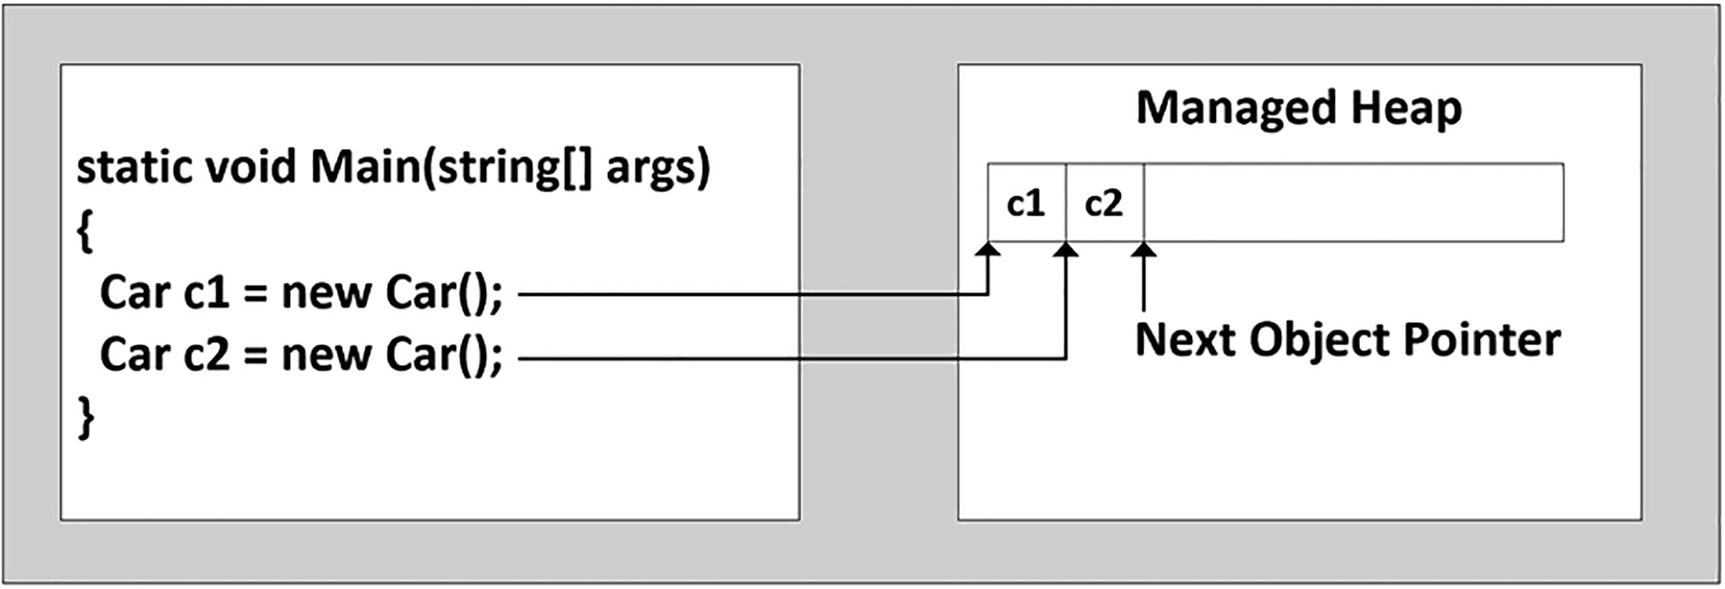 static void Main(string[] args)
{
Car c1 = new Car();
Car c2 = new Car();
}
Managed Heap
c1 c2
Next Object Pointer